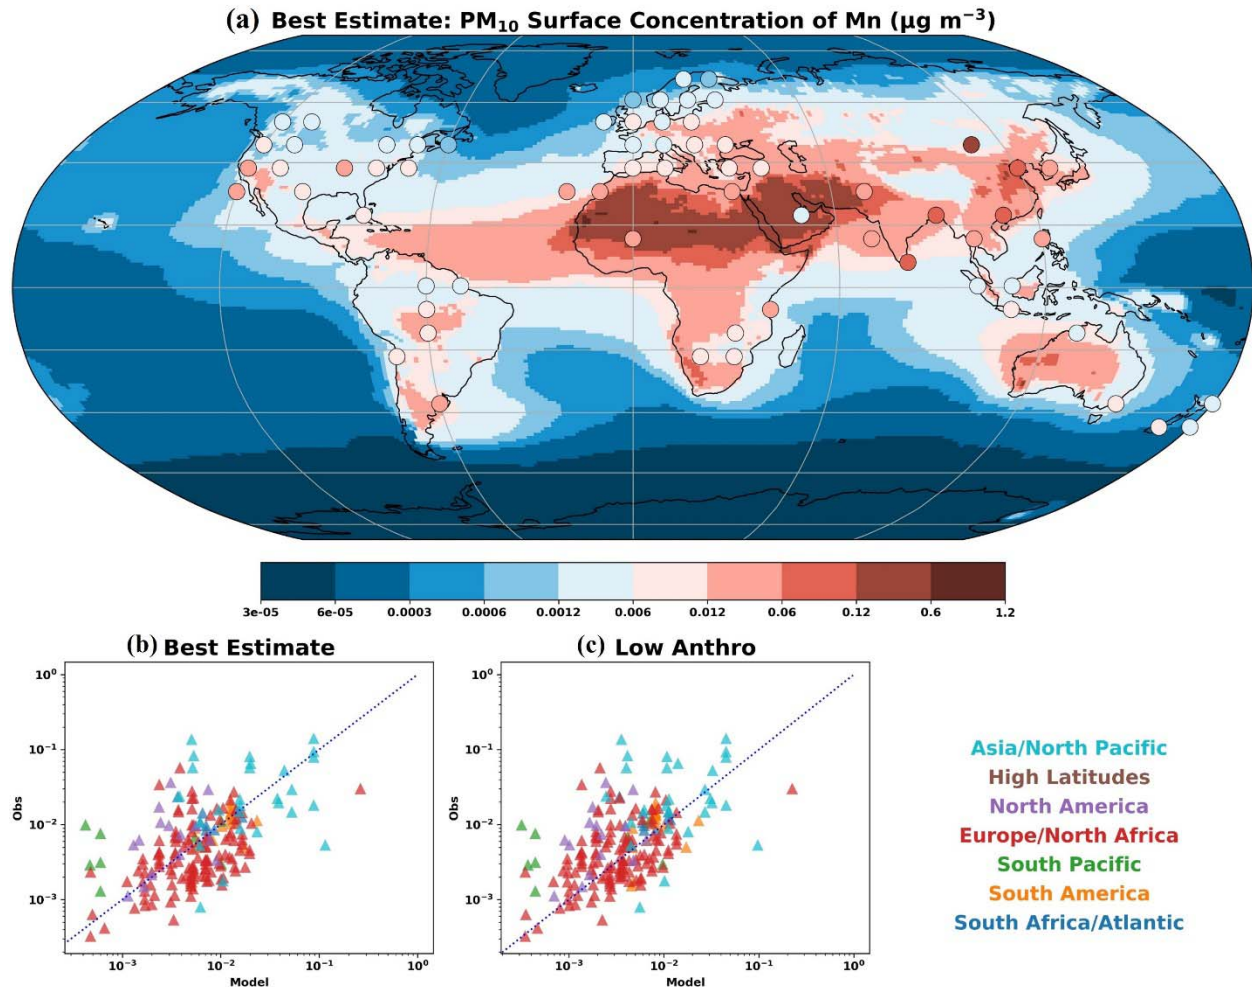 (a) Best Estimate: PM₁₀ Surface Concentration of Mn (μg m⁻³)
3e-05 6e-05 0.0003 0.0006 0.0012 0.006 0.012 0.06 0.12 0.6 1.2
(b) Best Estimate
(c) Low Anthro
10⁰
10⁻¹
10⁻²
10⁻³
Obs
10⁻³ 10⁻² 10⁻¹ 10⁰
Model
10⁰
10⁻¹
10⁻²
10⁻³
Obs
10⁻³ 10⁻² 10⁻¹ 10⁰
Model
Asia/North Pacific
High Latitudes
North America
Europe/North Africa
South Pacific
South America
South Africa/Atlantic